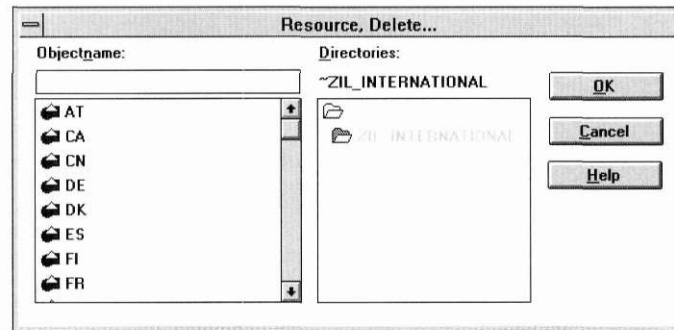 Resource, Delete...
Objectname:
Directories:
~ZIL_INTERNATIONAL
OK
AT
CA
ZIL_INTERNATIONAL
Cancel
CN
DE
Help
DK
ES
FI
FR